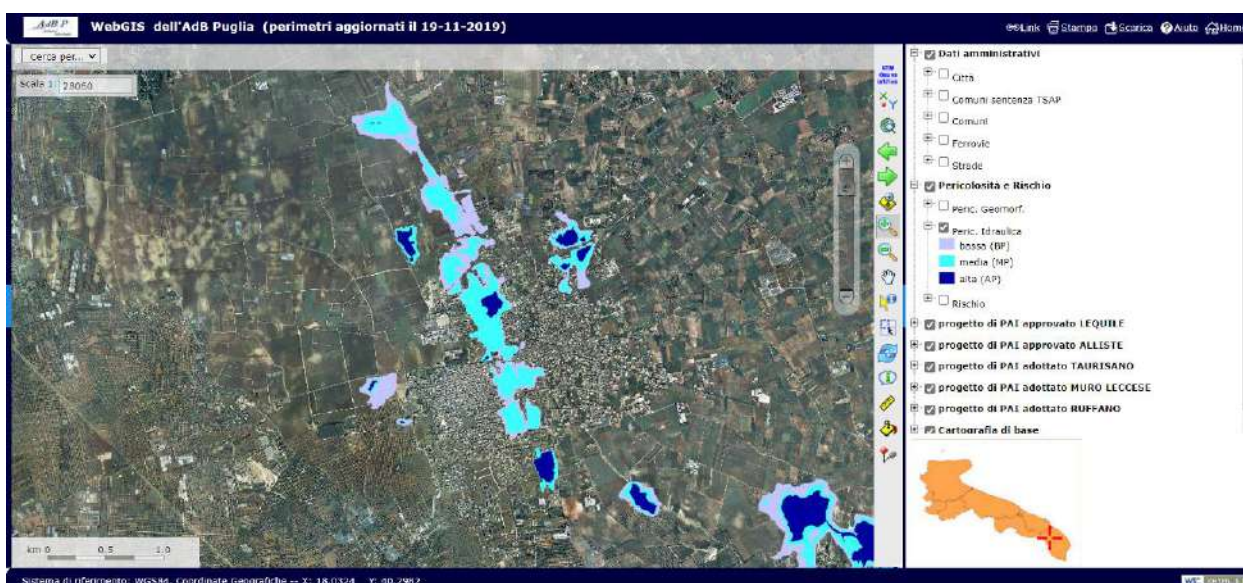 AdB P
WebGIS dell'AdB Puglia (perimetri aggiornati il 19-11-2019)
Link Stampa Scarica Aiuto Home
Cerca per...
Scala 1: 28050
Dati amministrativi
Città
Comuni sentenza TSAP
Comuni
Ferrovie
Strade
Pericolosità e Rischio
Peric. Geomorf.
Peric. Idraulica
bassa (BP)
media (MP)
alta (AP)
Rischio
progetto di PAI approvato LEQUILE
progetto di PAI approvato ALLISTE
progetto di PAI adottato TAURISANO
progetto di PAI adottato MURO LECCESE
progetto di PAI adottato RUFFANO
Cartografia di base
km 0 0.5 1.0
Sistema di riferimento: WGS84, Coordinate Geografiche -- X: 18.0324 Y: 40.2982